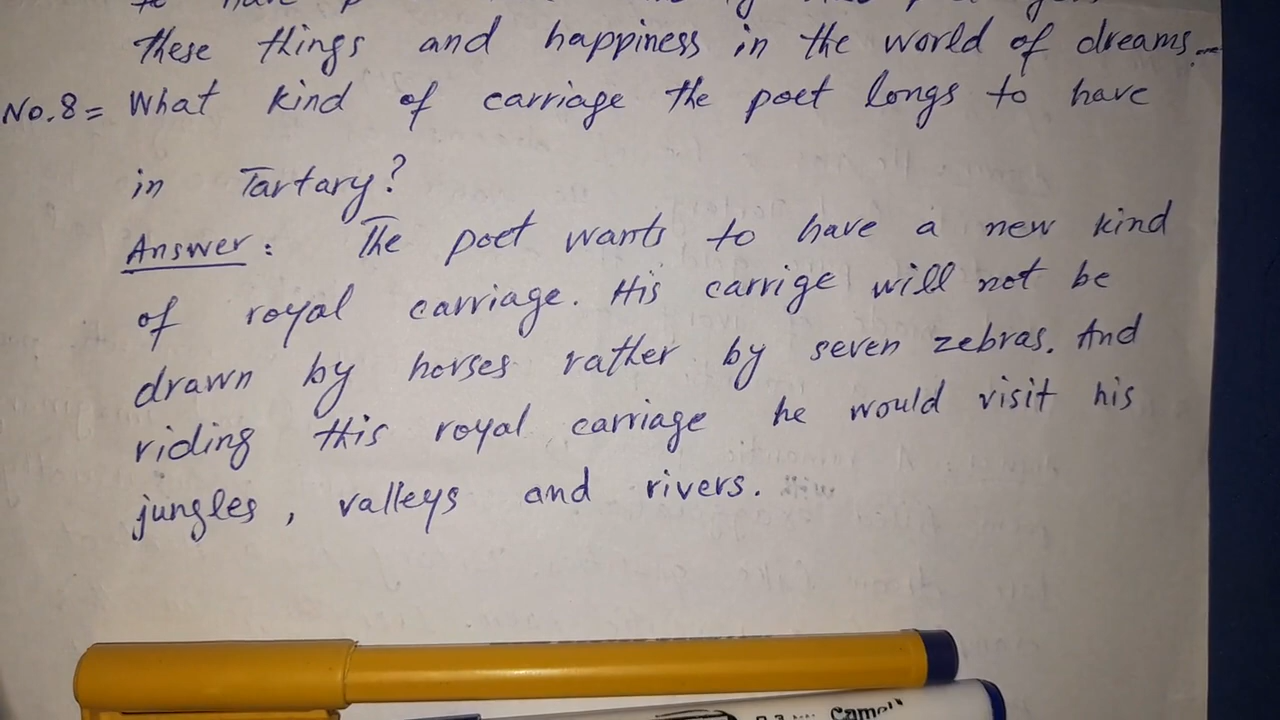 to have
these things and happiness in the world of dreams.
No.8= What kind of carriage the poet longs to have
in Tartary?
Answer: The poet wants to have a new kind
of royal carriage. His carrige will not be
drawn by horses rather by seven zebras. And
riding this royal carriage he would visit his
jungles, valleys and rivers.
Camel